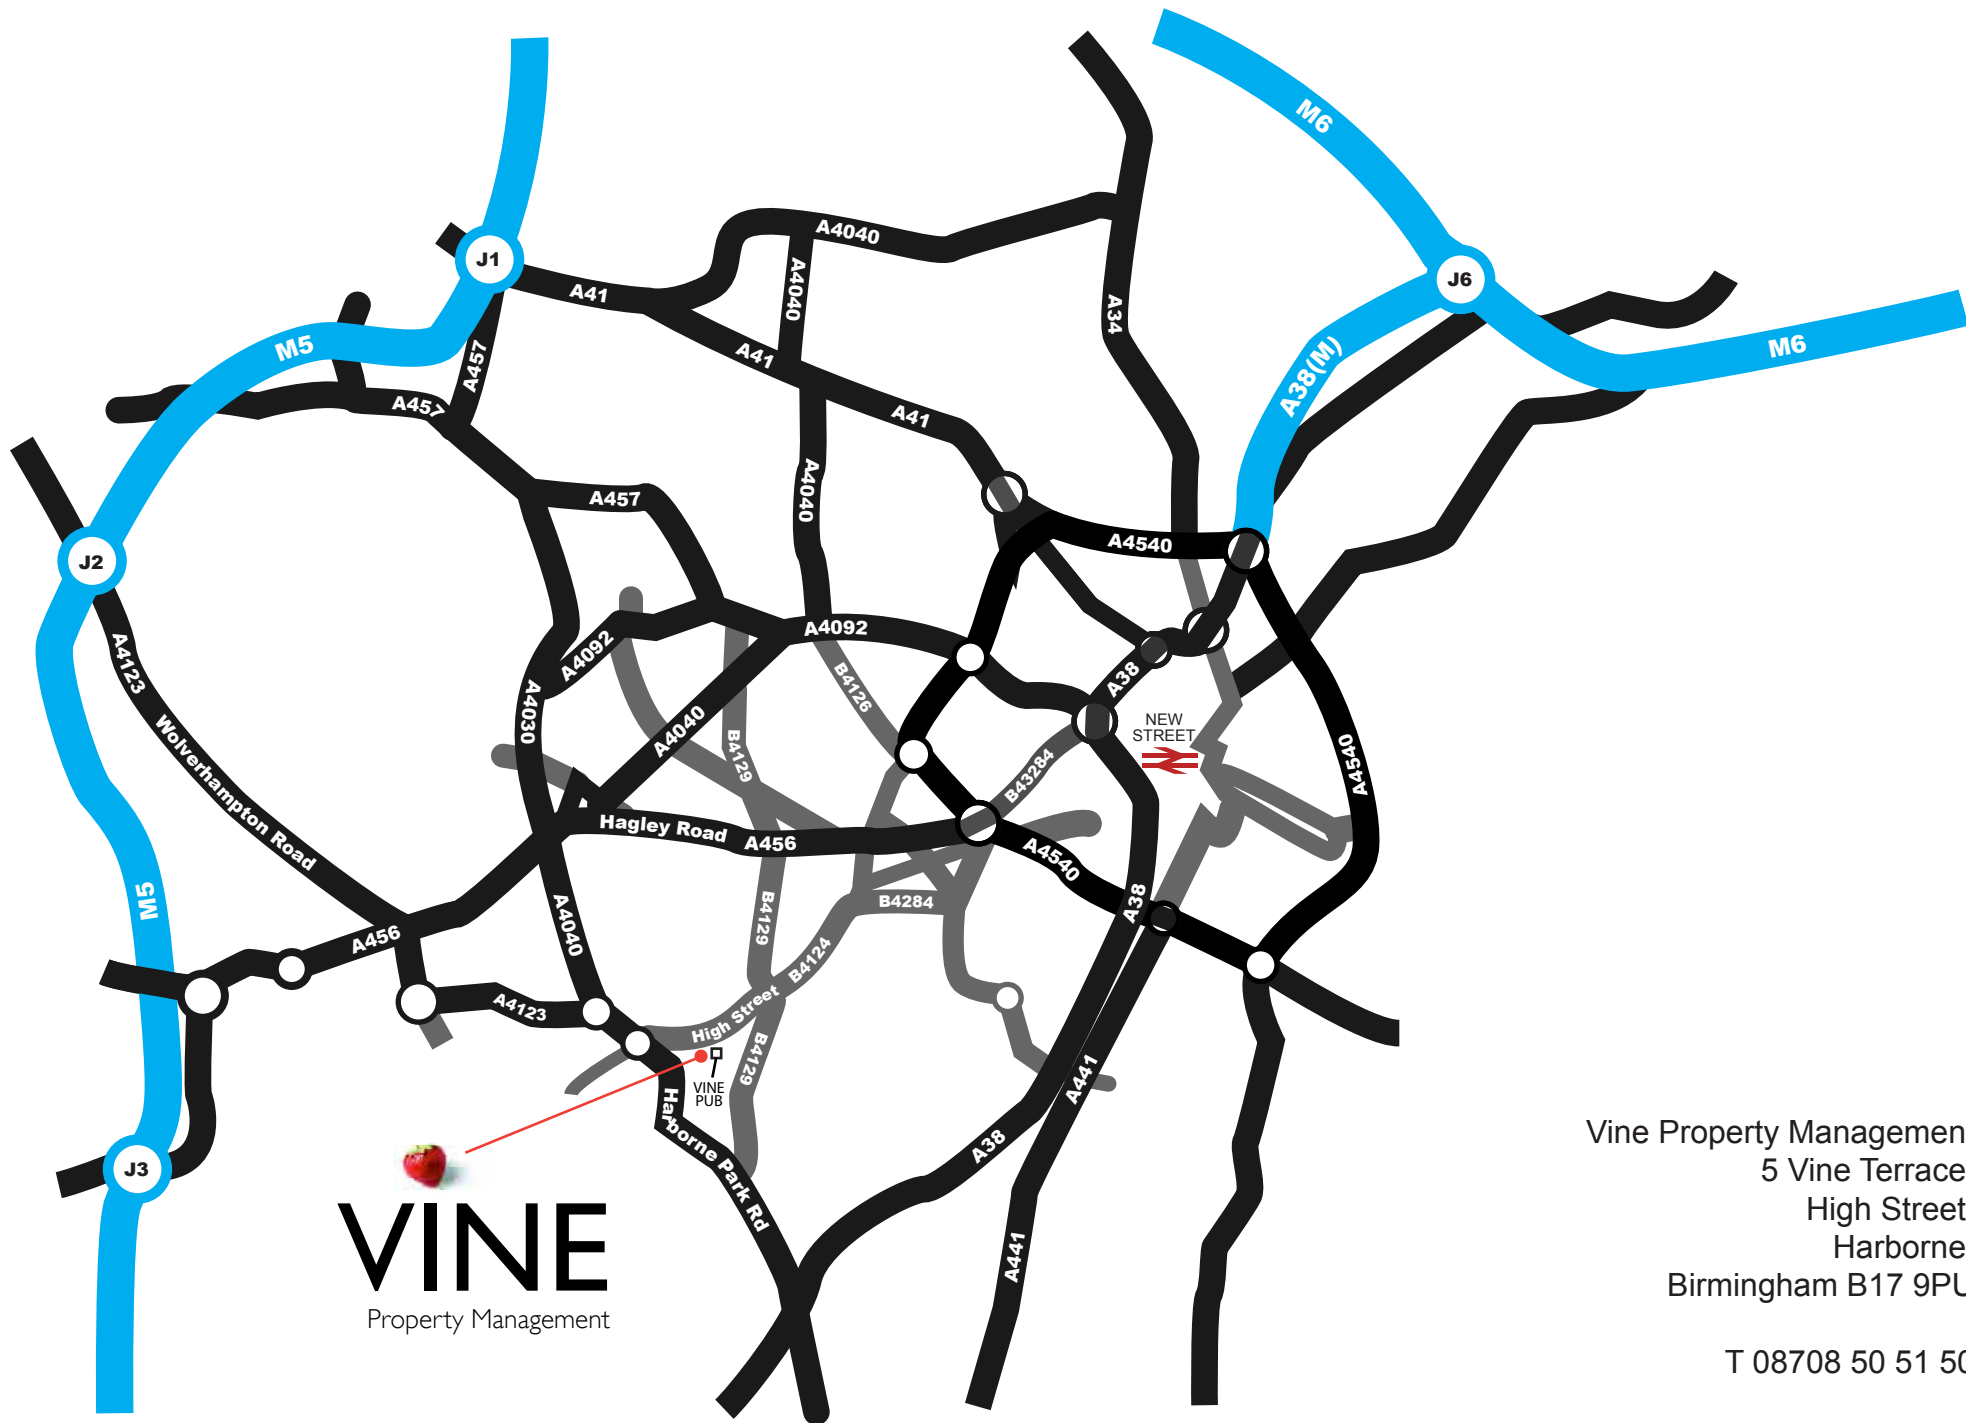 M6
J1
A4040
A41
A4040
J6
A34
M5
A457
A41
A38(M)
M6
A457
A41
A457
A4040
A4540
J2
A4092
A4092
A4123
A4030
B4126
A38
NEW
STREET
A4040
B4129
B43284
A4540
Wolverhampton Road
Hagley Road
A456
A4540
M5
A4040
B4129
B4284
A38
A456
B4124
A4123
High Street
B4129
VINE
PUB
A441
Harborne Park Rd
A38
J3
A441
VINE
Property Management
Vine Property Managemen
5 Vine Terrace
High Street
Harborne
Birmingham B17 9PU
T 08708 50 51 50